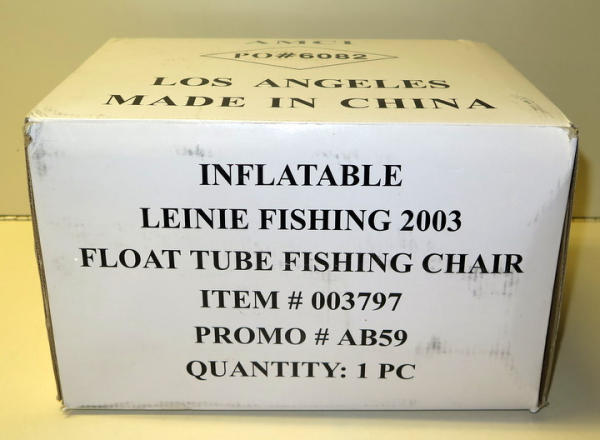 AMCI
PO#6082
LOS ANGELES
MADE IN CHINA
INFLATABLE
LEINIE FISHING 2003
FLOAT TUBE FISHING CHAIR
ITEM # 003797
PROMO # AB59
QUANTITY: 1 PC